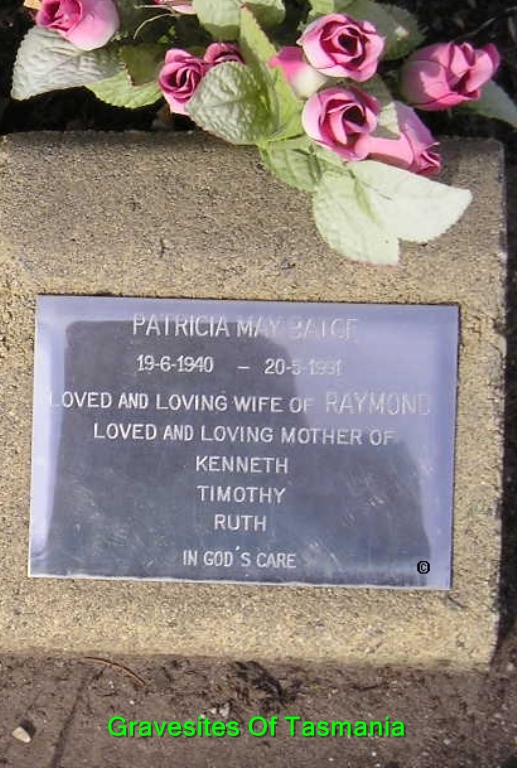 PATRICIA MAY
19-6-1940 - 20-5-1991
LOVED AND LOVING WIFE OF RAYMOND
LOVED AND LOVING MOTHER OF
KENNETH
TIMOTHY
RUTH
IN GOD'S CARE
©
Gravesites Of Tasmania